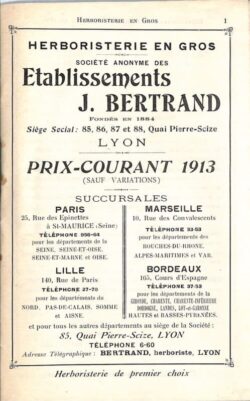 HERBORISTERIE EN GROS 1
HERBORISTERIE EN GROS
SOCIÉTÉ ANONYME DES
Etablissements
J. BERTRAND
FONDÉS EN 1884
Siège Social : 85, 86, 87 et 88, Quai Pierre-Scize
LYON
PRIX-COURANT 1913
(SAUF VARIATIONS)
SUCCURSALES
PARIS
25, Rue des Epinettes
à St-MAURICE (Seine)
TÉLÉPHONE
pour les départements de la
SEINE, SEINE-ET-OISE,
SEINE-ET-MARNE et OISE.
MARSEILLE
10, Rue des Convalescents
TÉLÉPHONE 33-53
pour les départements des
BOUCHES-DU-RHONE,
ALPES-MARITIMES et VAR.
LILLE
140, Rue de Paris
TÉLÉPHONE 27-70
pour les départements du
NORD, PAS-DE-CALAIS, SOMME
et AISNE.
BORDEAUX
105, Cours d'Espagne
TÉLÉPHONE 37-53
pour les départements de la
GIRONDE, CHARENTE, CHARENTE-INFÉRIEURE
DORDOGNE, LANDES, LOT-et-GARONNE
HAUTES et BASSES-PYRÉNÉES.
et pour tous les autres départements au siège de la Société :
85, Quai Pierre-Scize, LYON
TÉLÉPHONE 6-60
Adresse Télégraphique : BERTRAND, herboriste, LYON
Herboristerie de premier choix